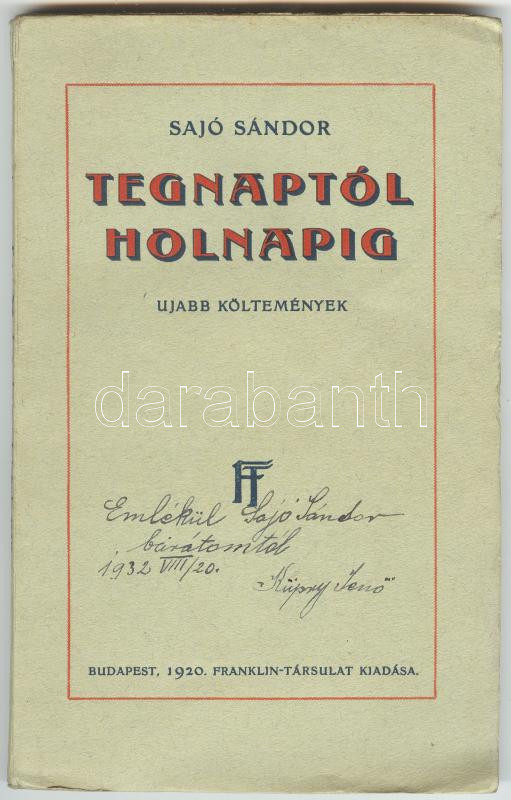 SAJÓ SÁNDOR
TEGNAPTÓL
HOLNAPIG
UJABB KÖLTEMÉNYEK
darabanth
FT
Emlékül Sajó Sándor
barátomtól
1932 VIII/20.
Jenő
BUDAPEST, 1920. FRANKLIN-TÁRSULAT KIADÁSA.